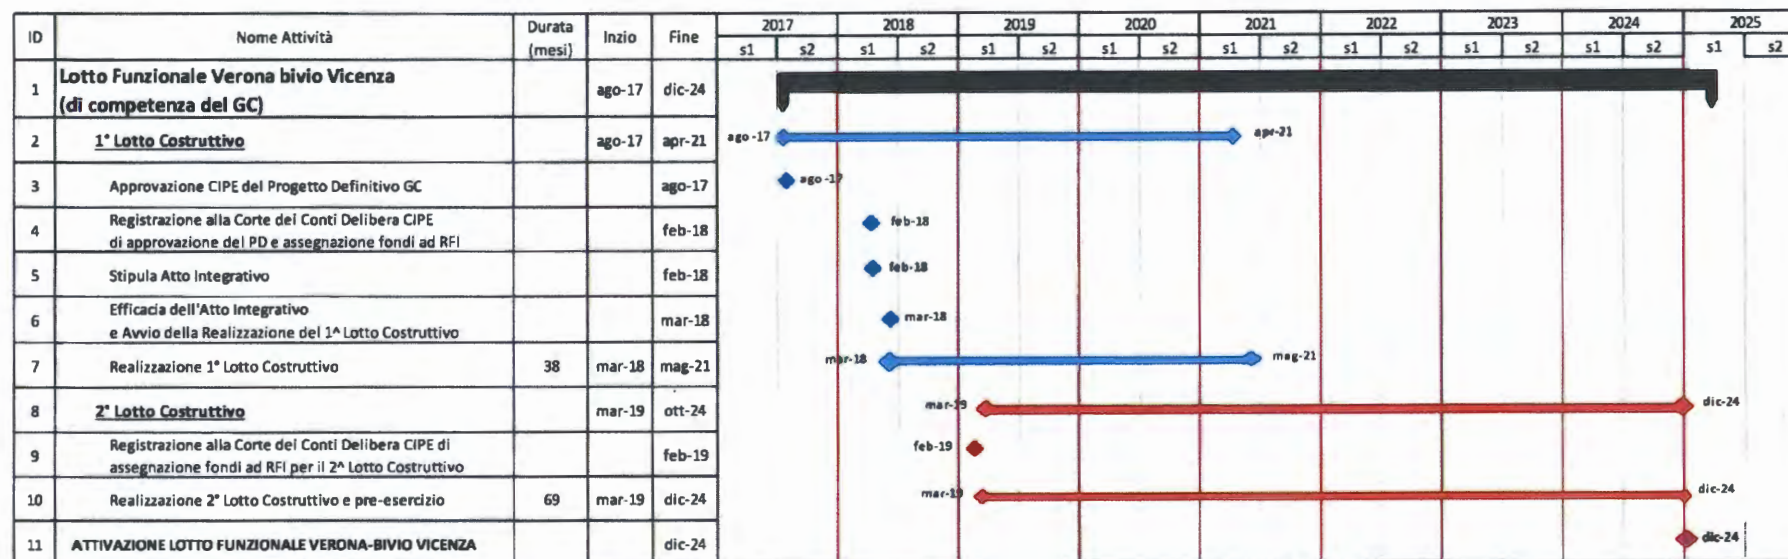 ID Nome Attività Durata (mesi) Inzio Fine 2017 2018 2019 2020 2021 2022 2023 2024 2025
s1 s2 s1 s2 s1 s2 s1 s2 s1 s2 s1 s2 s1 s2 s1 s2 s1 s2
1 Lotto Funzionale Verona bivio Vicenza
(di competenza del GC) ago-17 dic-24
2 1° Lotto Costruttivo ago-17 apr-21 ago-17 apr-21
3 Approvazione CIPE del Progetto Definitivo GC ago-17 ago-17
4 Registrazione alla Corte dei Conti Delibera CIPE
di approvazione del PD e assegnazione fondi ad RFI feb-18 feb-18
5 Stipula Atto Integrativo feb-18 feb-18
6 Efficacia dell'Atto Integrativo
e Avvio della Realizzazione del 1^ Lotto Costruttivo mar-18 mar-18
7 Realizzazione 1° Lotto Costruttivo 38 mar-18 mag-21 mar-18 mag-21
8 2° Lotto Costruttivo mar-19 ott-24 mar-19 dic-24
9 Registrazione alla Corte dei Conti Delibera CIPE di
assegnazione fondi ad RFI per il 2^ Lotto Costruttivo feb-19 feb-19
10 Realizzazione 2° Lotto Costruttivo e pre-esercizio 69 mar-19 dic-24 mar-19 dic-24
11 ATTIVAZIONE LOTTO FUNZIONALE VERONA-BIVIO VICENZA dic-24 dic-24